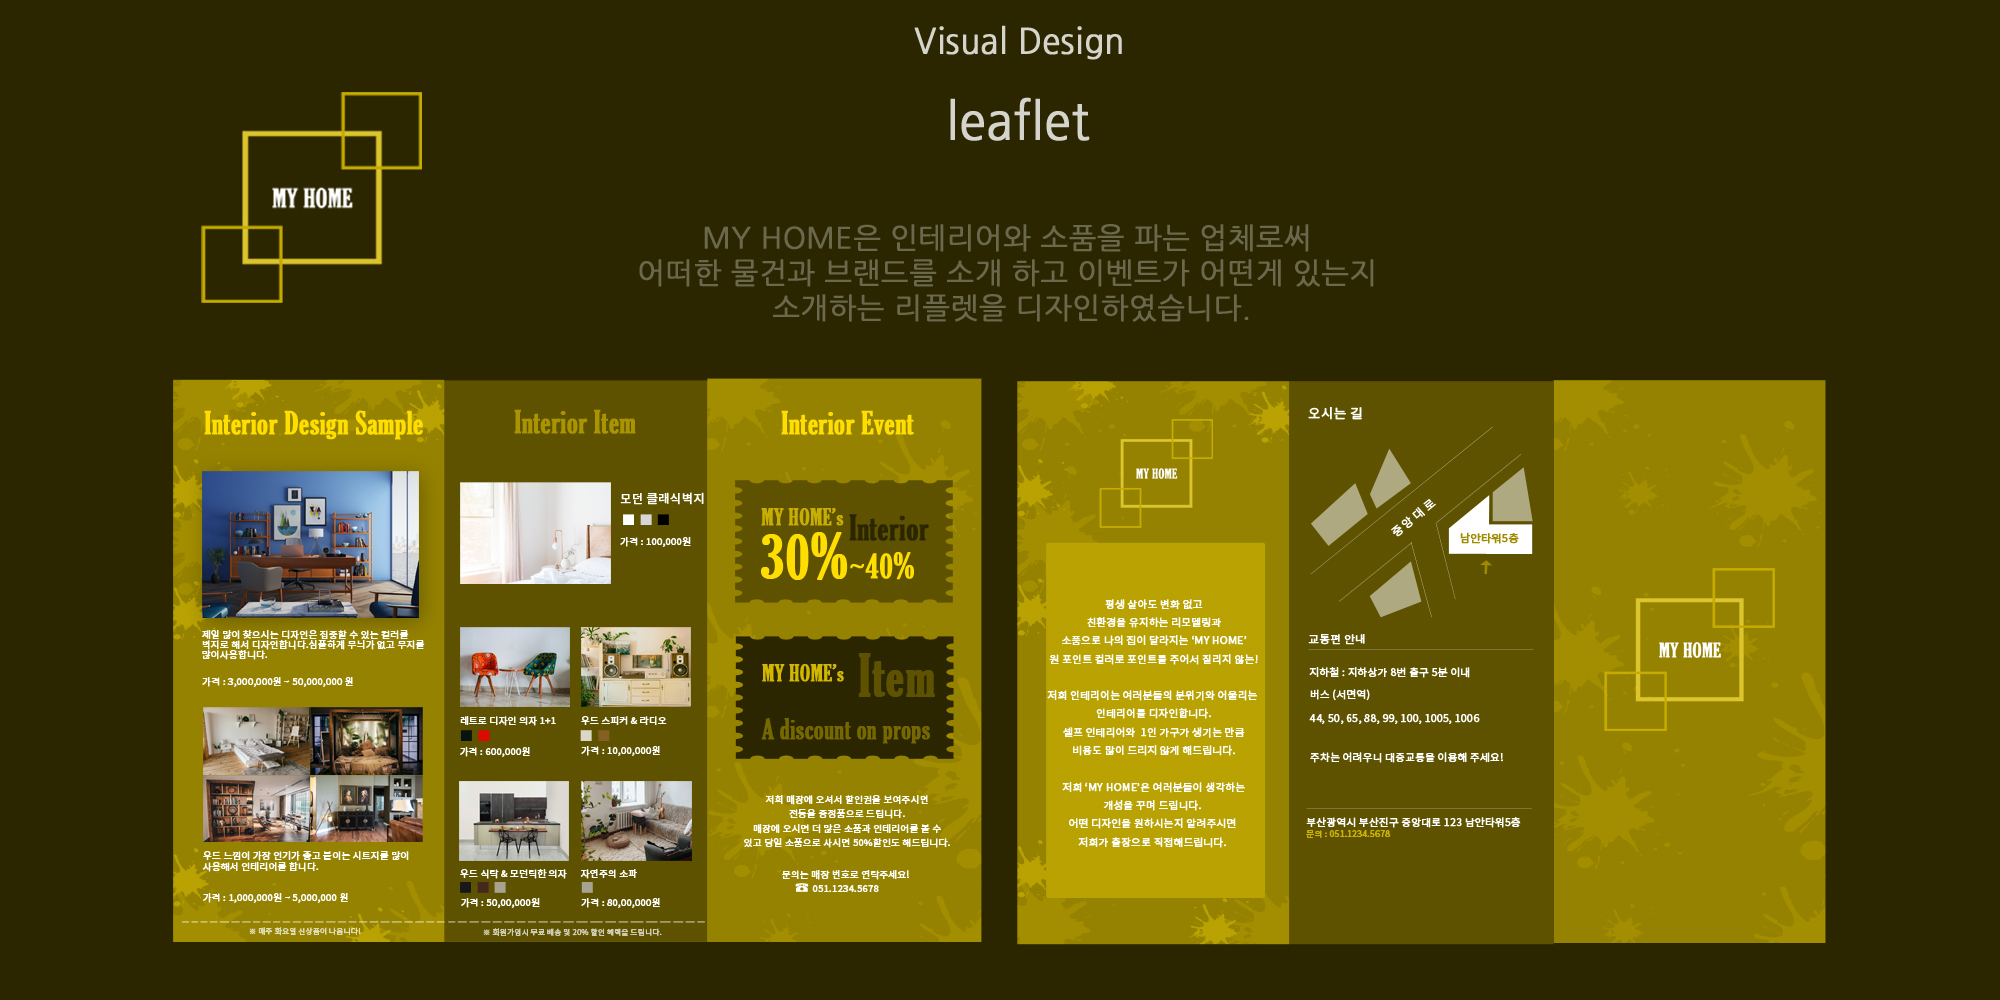 Visual Design
leaflet
MY HOME
MY HOME은 인테리어와 소품을 파는 업체로써
어떠한 물건과 브랜드를 소개 하고 이벤트가 어떤게 있는지
소개하는 리플렛을 디자인하였습니다.
Interior Design Sample
제일 많이 찾으시는 디자인은 집중할 수 있는 컬러를
벽지로 해서 디자인합니다.심플하게 무늬가 없고 무지를
많이사용합니다.
가격 : 3,000,000원 ~ 50,000,000 원
우드 느낌이 가장 인기가 좋고 붙이는 시트지를 많이
사용해서 인테리어를 합니다.
가격 : 1,000,000원 ~ 5,000,000 원
※ 매주 화요일 신상품이 나옵니다!
Interior Item
모던 클래식벽지
가격 : 100,000원
레트로 디자인 의자 1+1
가격 : 600,000원
우드 스피커 & 라디오
가격 : 10,00,000원
우드 식탁 & 모던틱한 의자
가격 : 50,00,000원
자연주의 소파
가격 : 80,00,000원
※ 회원가입시 무료 배송 및 20% 할인 혜택을 드립니다.
Interior Event
MY HOME's Interior
30%~40%
MY HOME's Item
A discount on props
저희 매장에 오셔서 할인권을 보여주시면
전등을 증정품으로 드립니다.
매장에 오시면 더 많은 소품과 인테리어를 볼 수
있고 당일 소품으로 사시면 50%할인도 해드립니다.
문의는 매장 번호로 연락주세요!
☎ 051.1234.5678
MY HOME
평생 살아도 변화 없고
친환경을 유지하는 리모델링과
소품으로 나의 집이 달라지는 ‘MY HOME’
원 포인트 컬러로 포인트를 주어서 질리지 않는!
저희 인테리어는 여러분들의 분위기와 어울리는
인테리어를 디자인합니다.
셀프 인테리어와 1인 가구가 생기는 만큼
비용도 많이 드리지 않게 해드립니다.
저희 ‘MY HOME’은 여러분들이 생각하는
개성을 꾸며 드립니다.
어떤 디자인을 원하시는지 알려주시면
저희가 출장으로 직접해드립니다.
오시는 길
중앙대로
남안타워5층
교통편 안내
지하철 : 지하상가 8번 출구 5분 이내
버스 (서면역)
44, 50, 65, 88, 99, 100, 1005, 1006
주차는 어려우니 대중교통을 이용해 주세요!
부산광역시 부산진구 중앙대로 123 남안타워5층
문의 : 051.1234.5678
MY HOME